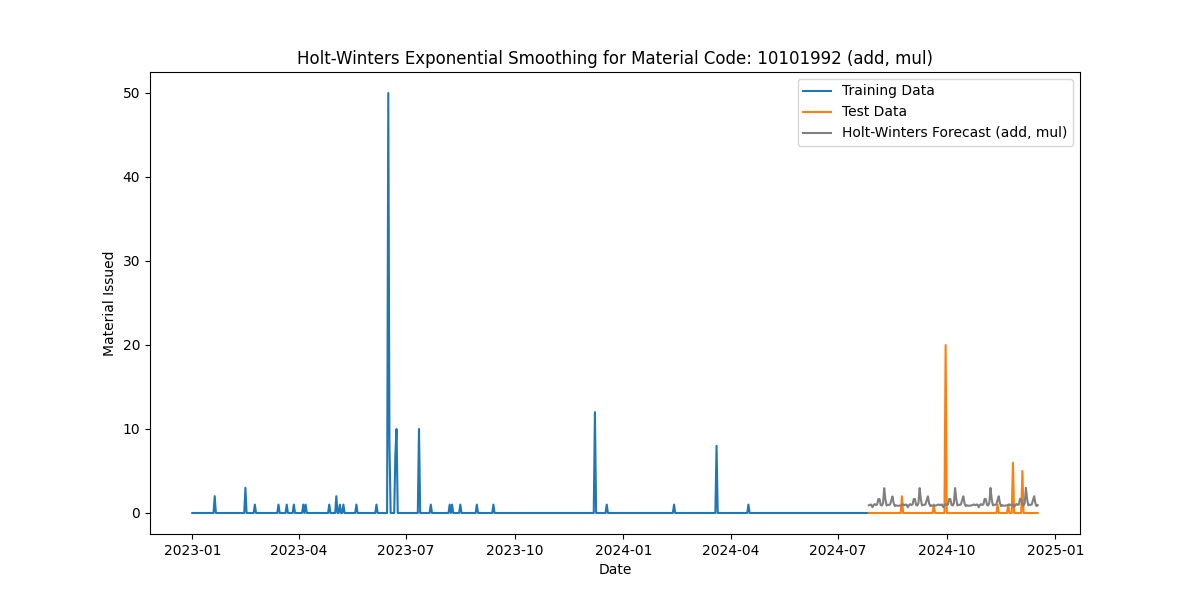 Holt-Winters Exponential Smoothing for Material Code: 10101992 (add, mul)
Training Data
Test Data
Holt-Winters Forecast (add, mul)
Material Issued
50
40
30
20
10
0
2023-01 2023-04 2023-07 2023-10 2024-01 2024-04 2024-07 2024-10 2025-01
Date